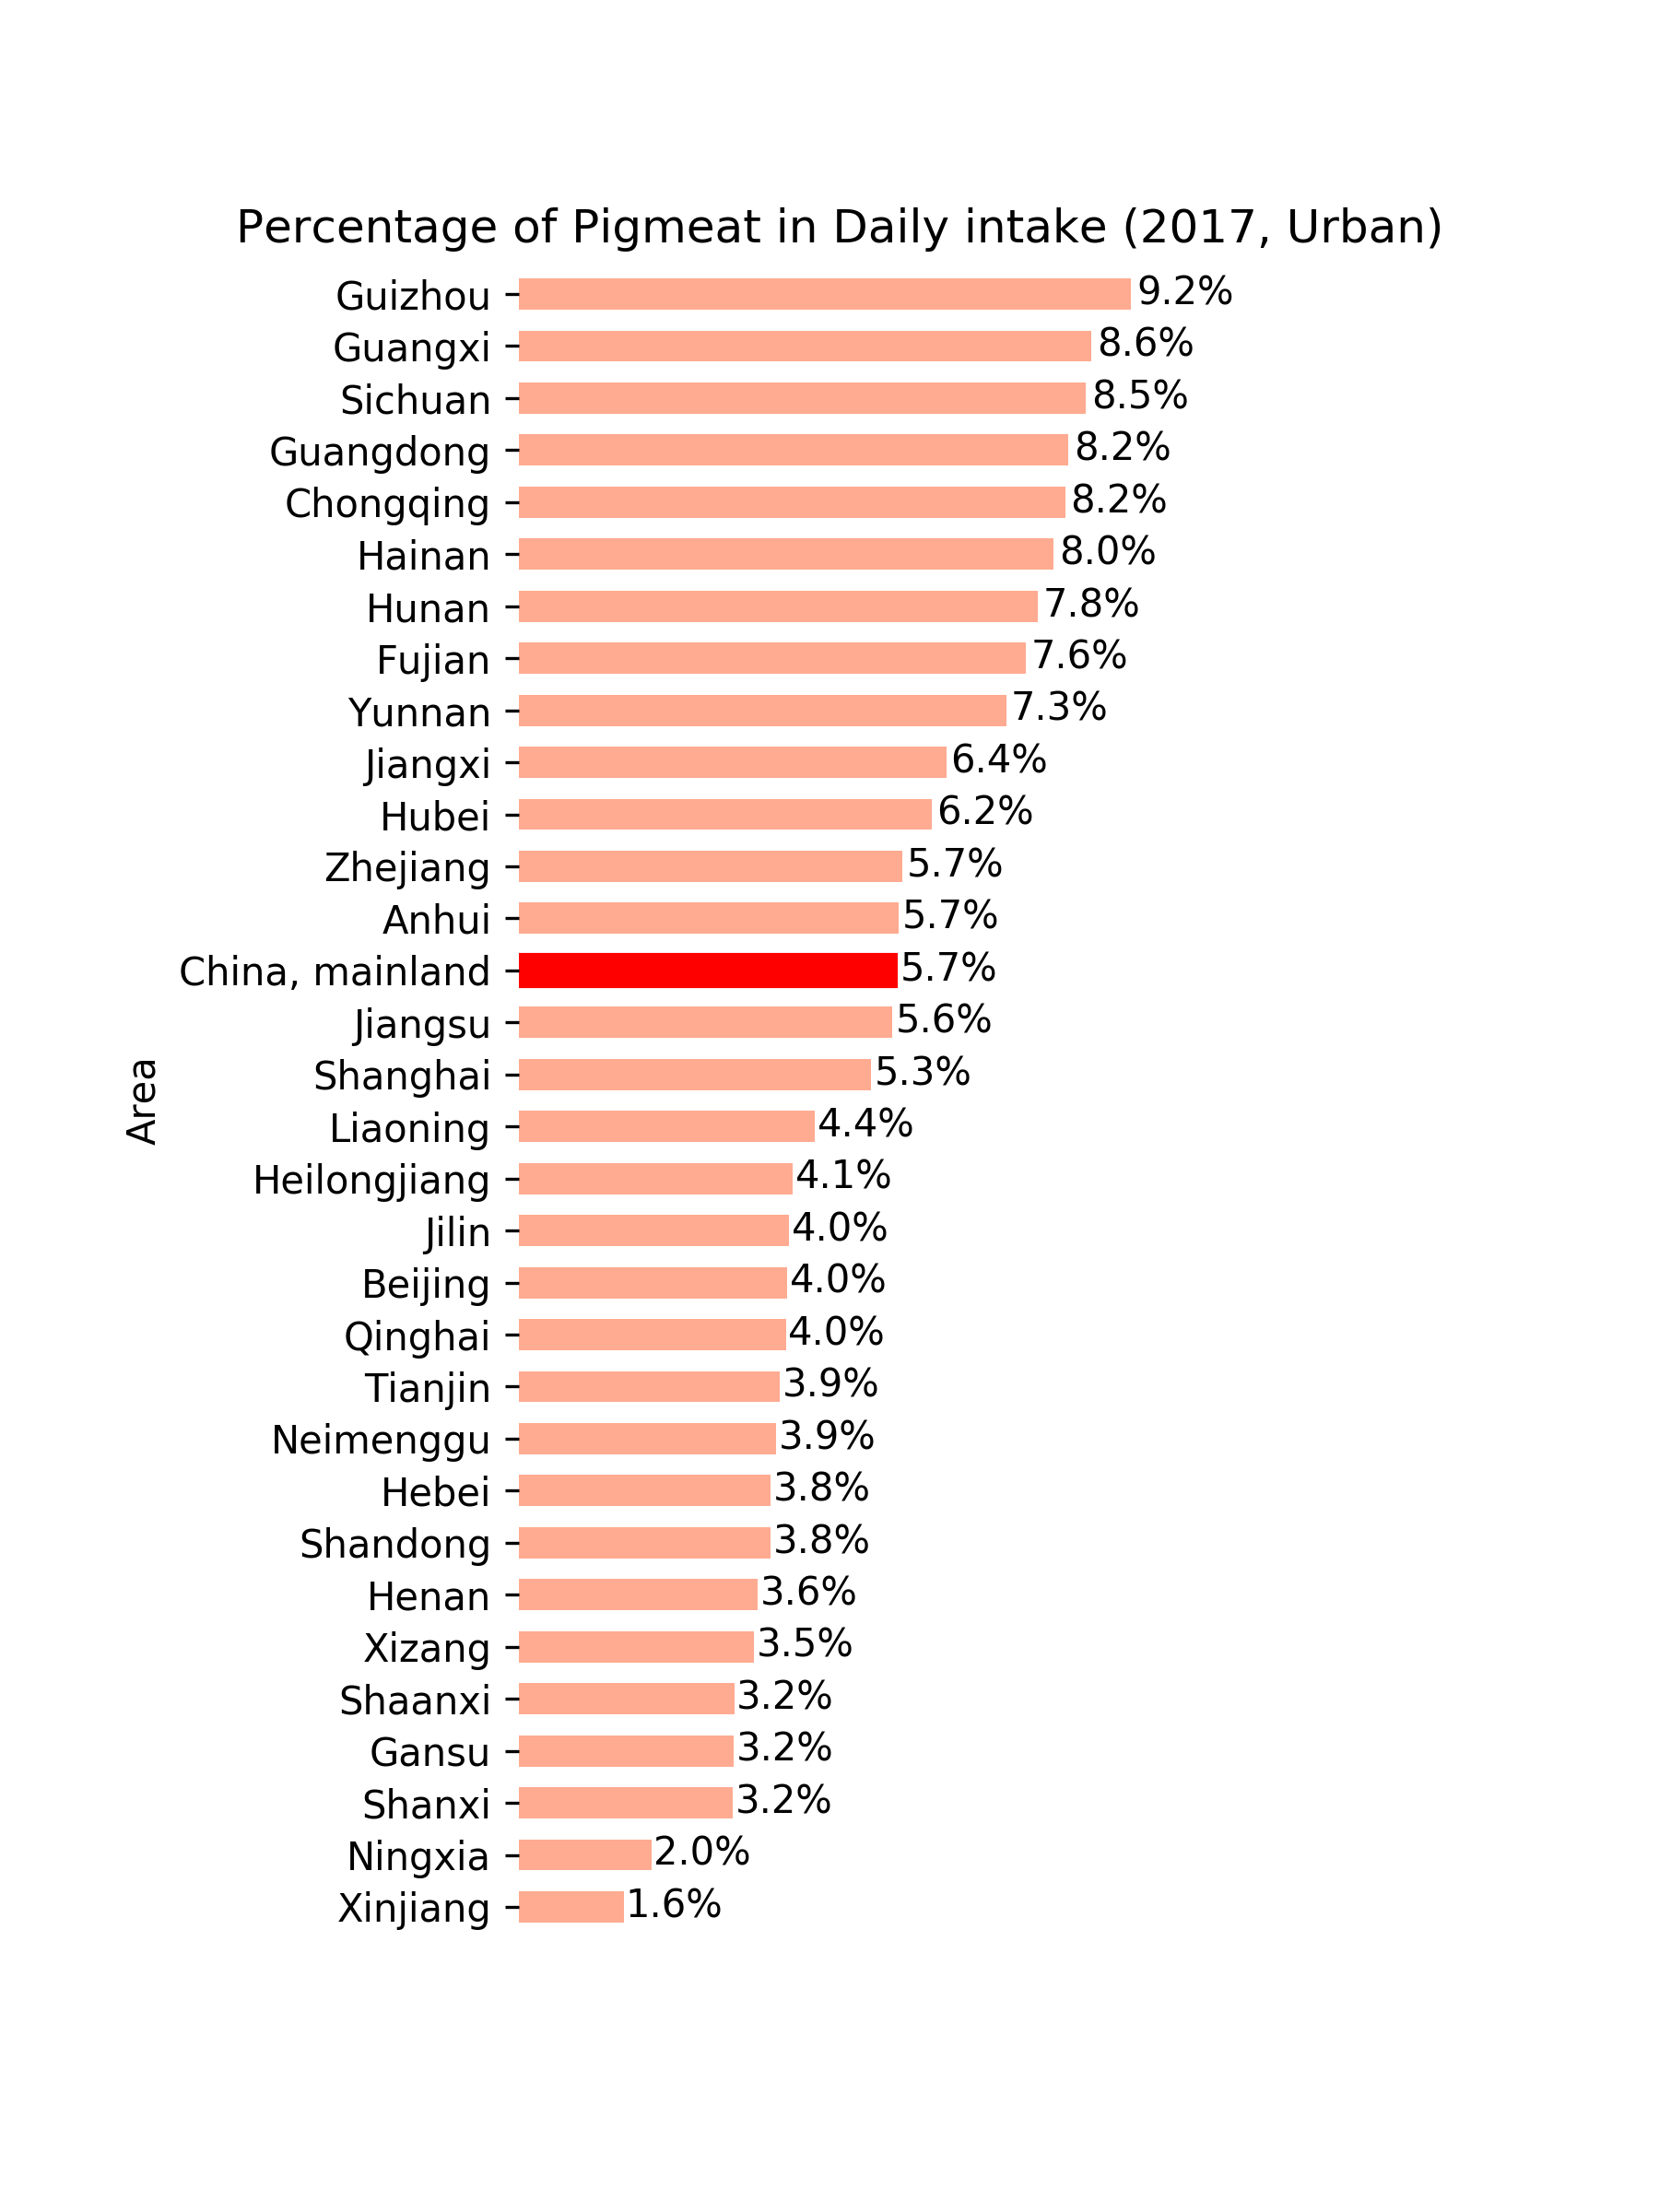 Percentage of Pigmeat in Daily intake (2017, Urban)
Guizhou 9.2%
Guangxi 8.6%
Sichuan 8.5%
Guangdong 8.2%
Chongqing 8.2%
Hainan 8.0%
Hunan 7.8%
Fujian 7.6%
Yunnan 7.3%
Jiangxi 6.4%
Hubei 6.2%
Zhejiang 5.7%
Anhui 5.7%
China, mainland 5.7%
Jiangsu 5.6%
Shanghai 5.3%
Area
Liaoning 4.4%
Heilongjiang 4.1%
Jilin 4.0%
Beijing 4.0%
Qinghai 4.0%
Tianjin 3.9%
Neimenggu 3.9%
Hebei 3.8%
Shandong 3.8%
Henan 3.6%
Xizang 3.5%
Shaanxi 3.2%
Gansu 3.2%
Shanxi 3.2%
Ningxia 2.0%
Xinjiang 1.6%